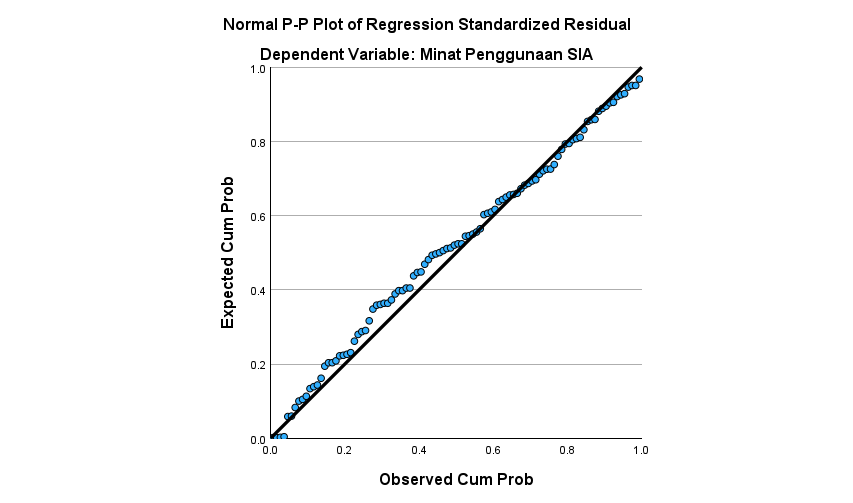 Normal P-P Plot of Regression Standardized Residual
Dependent Variable: Minat Penggunaan SIA
1.0
0.8
0.6
0.4
0.2
0.0
Expected Cum Prob
0.0 0.2 0.4 0.6 0.8 1.0
Observed Cum Prob